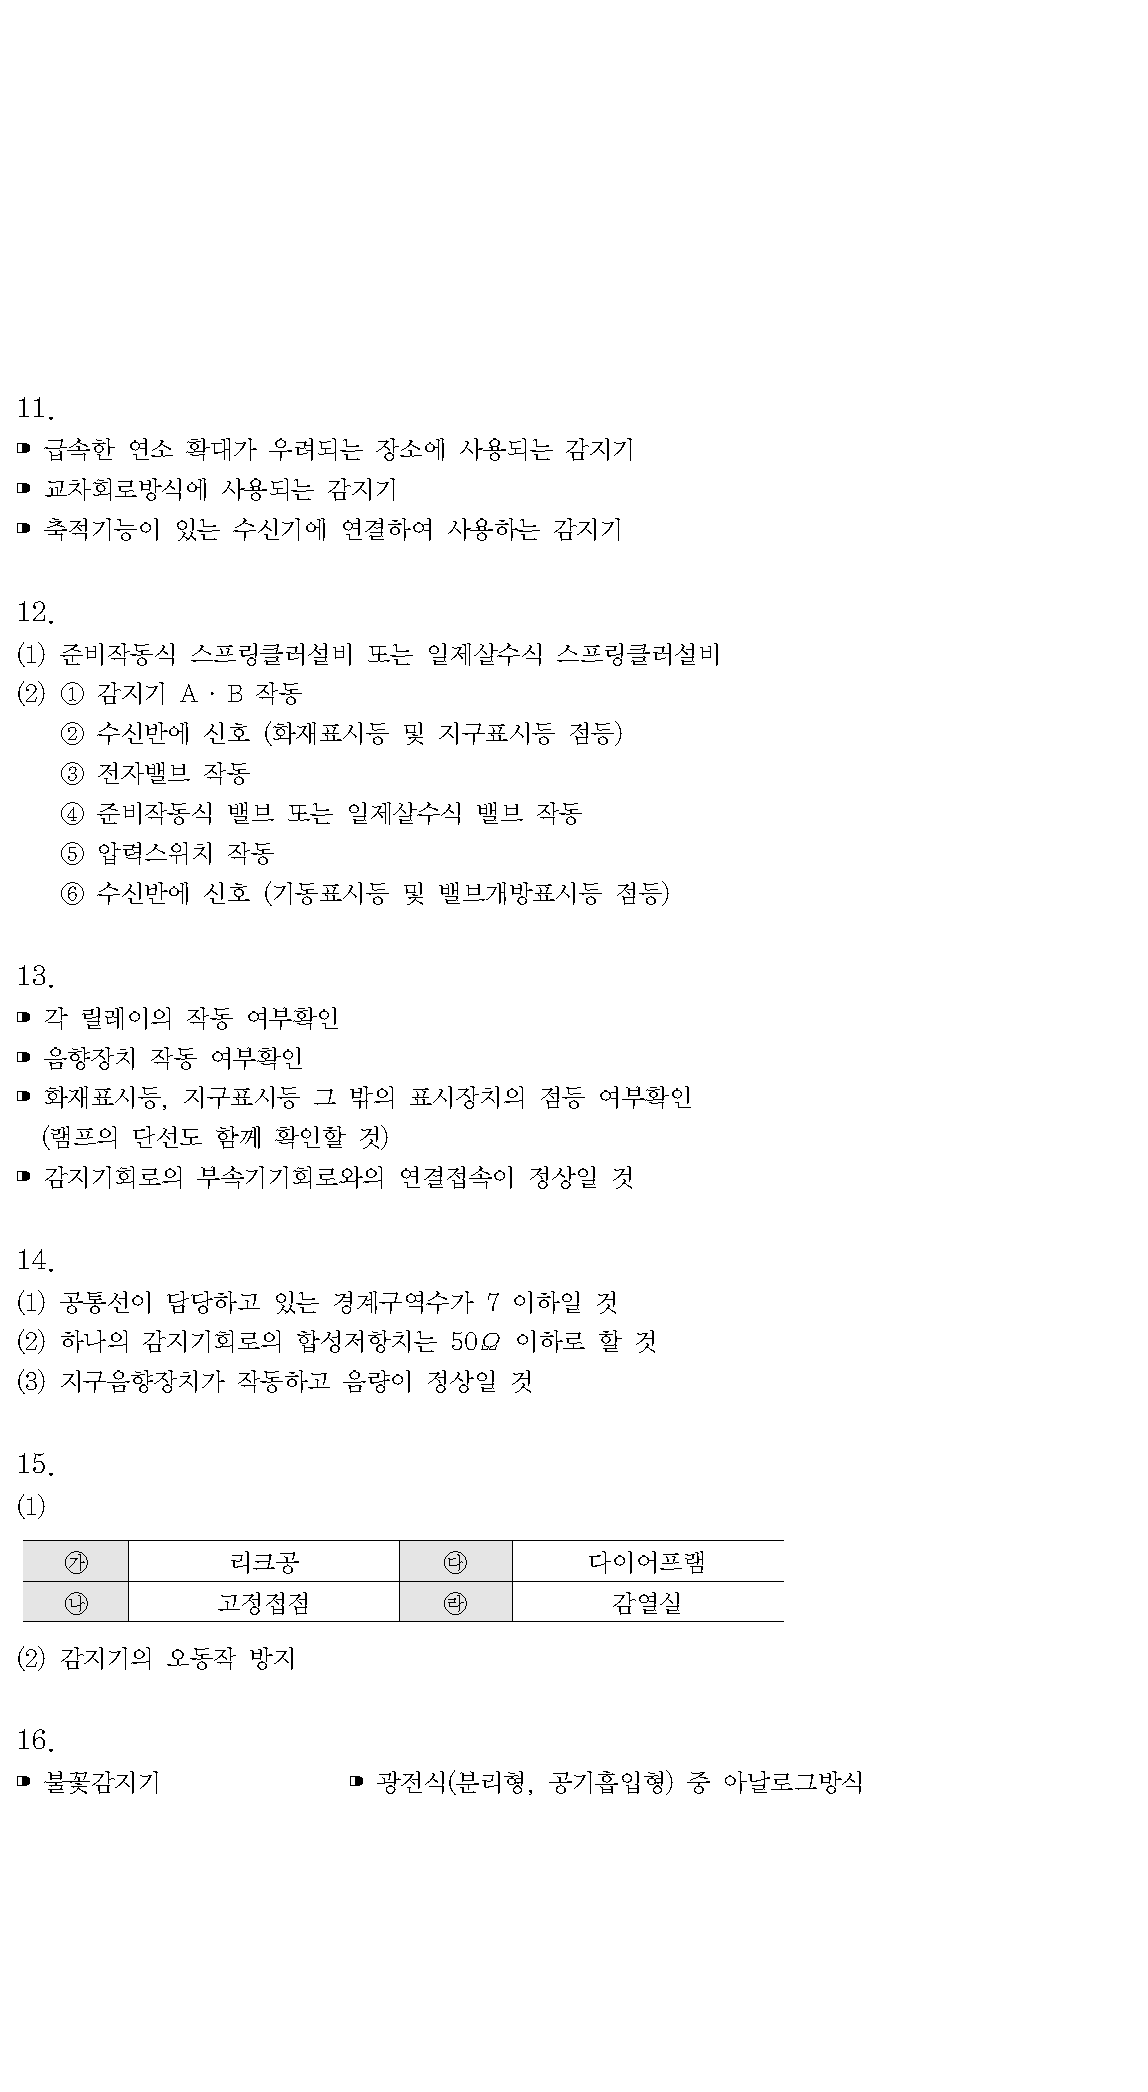 11.
급속한 연소 확대가 우려되는 장소에 사용되는 감지기
교차회로방식에 사용되는 감지기
축적기능이 있는 수신기에 연결하여 사용하는 감지기
12.
(1) 준비작동식 스프링클러설비 또는 일제살수식 스프링클러설비
(2) ① 감지기 A · B 작동
② 수신반에 신호 (화재표시등 및 지구표시등 점등)
③ 전자밸브 작동
④ 준비작동식 밸브 또는 일제살수식 밸브 작동
⑤ 압력스위치 작동
⑥ 수신반에 신호 (기동표시등 및 밸브개방표시등 점등)
13.
각 릴레이의 작동 여부확인
음향장치 작동 여부확인
화재표시등, 지구표시등 그 밖의 표시장치의 점등 여부확인
(램프의 단선도 함께 확인할 것)
감지기회로의 부속기기회로와의 연결접속이 정상일 것
14.
(1) 공통선이 담당하고 있는 경계구역수가 7 이하일 것
(2) 하나의 감지기회로의 합성저항치는 50Ω 이하로 할 것
(3) 지구음향장치가 작동하고 음량이 정상일 것
15.
(1)
㉮ 리크공 ㉰ 다이어프램
㉯ 고정접점 ㉱ 감열실
(2) 감지기의 오동작 방지
16.
불꽃감지기 광전식(분리형, 공기흡입형) 중 아날로그방식